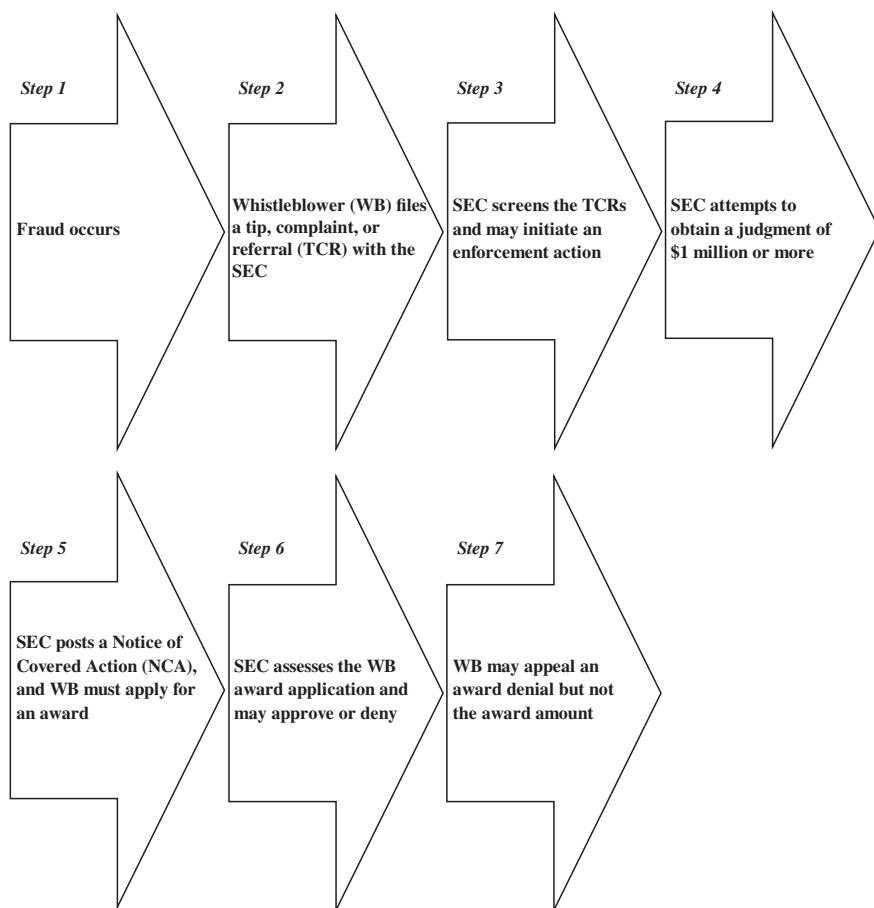 Step 1
Fraud occurs
Step 2
Whistleblower (WB) files
a tip, complaint, or
referral (TCR) with the
SEC
Step 3
SEC screens the TCRs
and may initiate an
enforcement action
Step 4
SEC attempts to
obtain a judgment of
$1 million or more
Step 5
SEC posts a Notice of
Covered Action (NCA),
and WB must apply for
an award
Step 6
SEC assesses the WB
award application and
may approve or deny
Step 7
WB may appeal an
award denial but not
the award amount